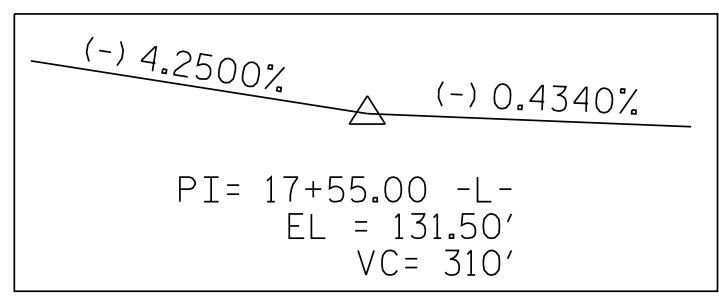 (-) 4.2500%
(-) 0.4340%
PI= 17+55.00 -L-
EL = 131.50'
VC= 310'